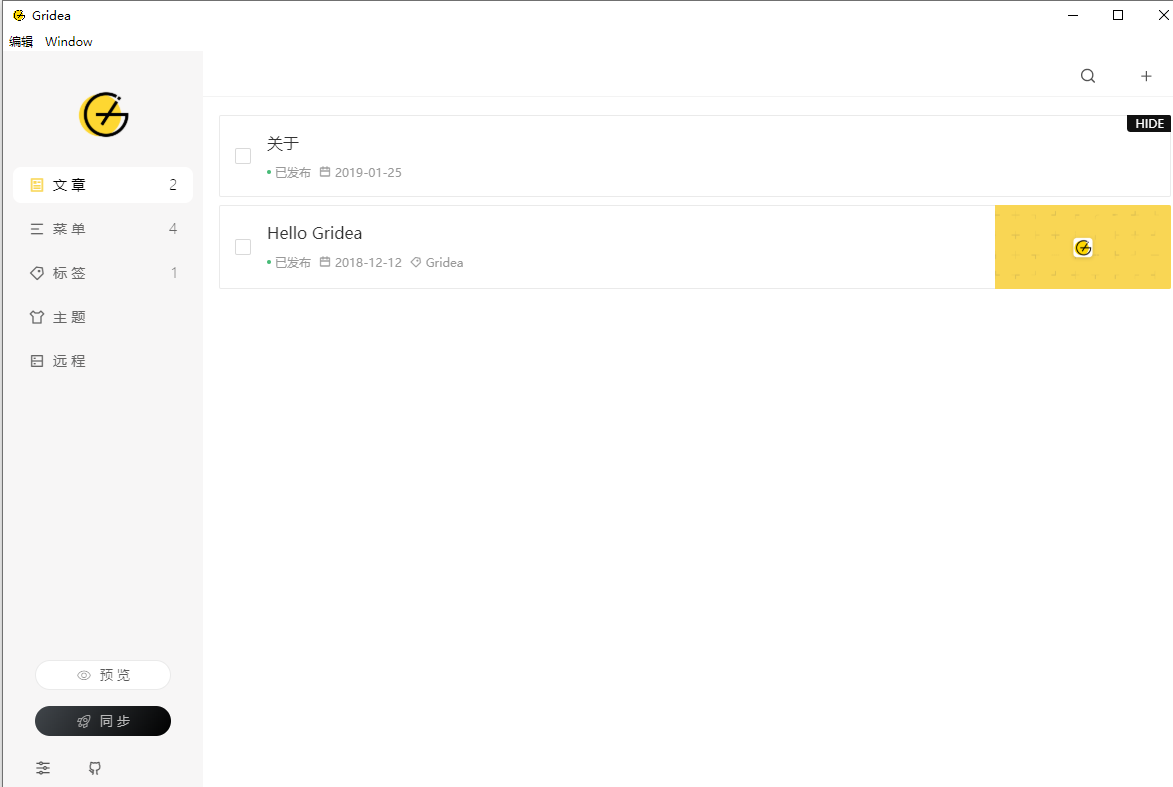 Gridea
编辑 Window
文章 2
菜单 4
标签 1
主题
远程
预览
同步
HIDE
关于
已发布 2019-01-25
Hello Gridea
已发布 2018-12-12 Gridea